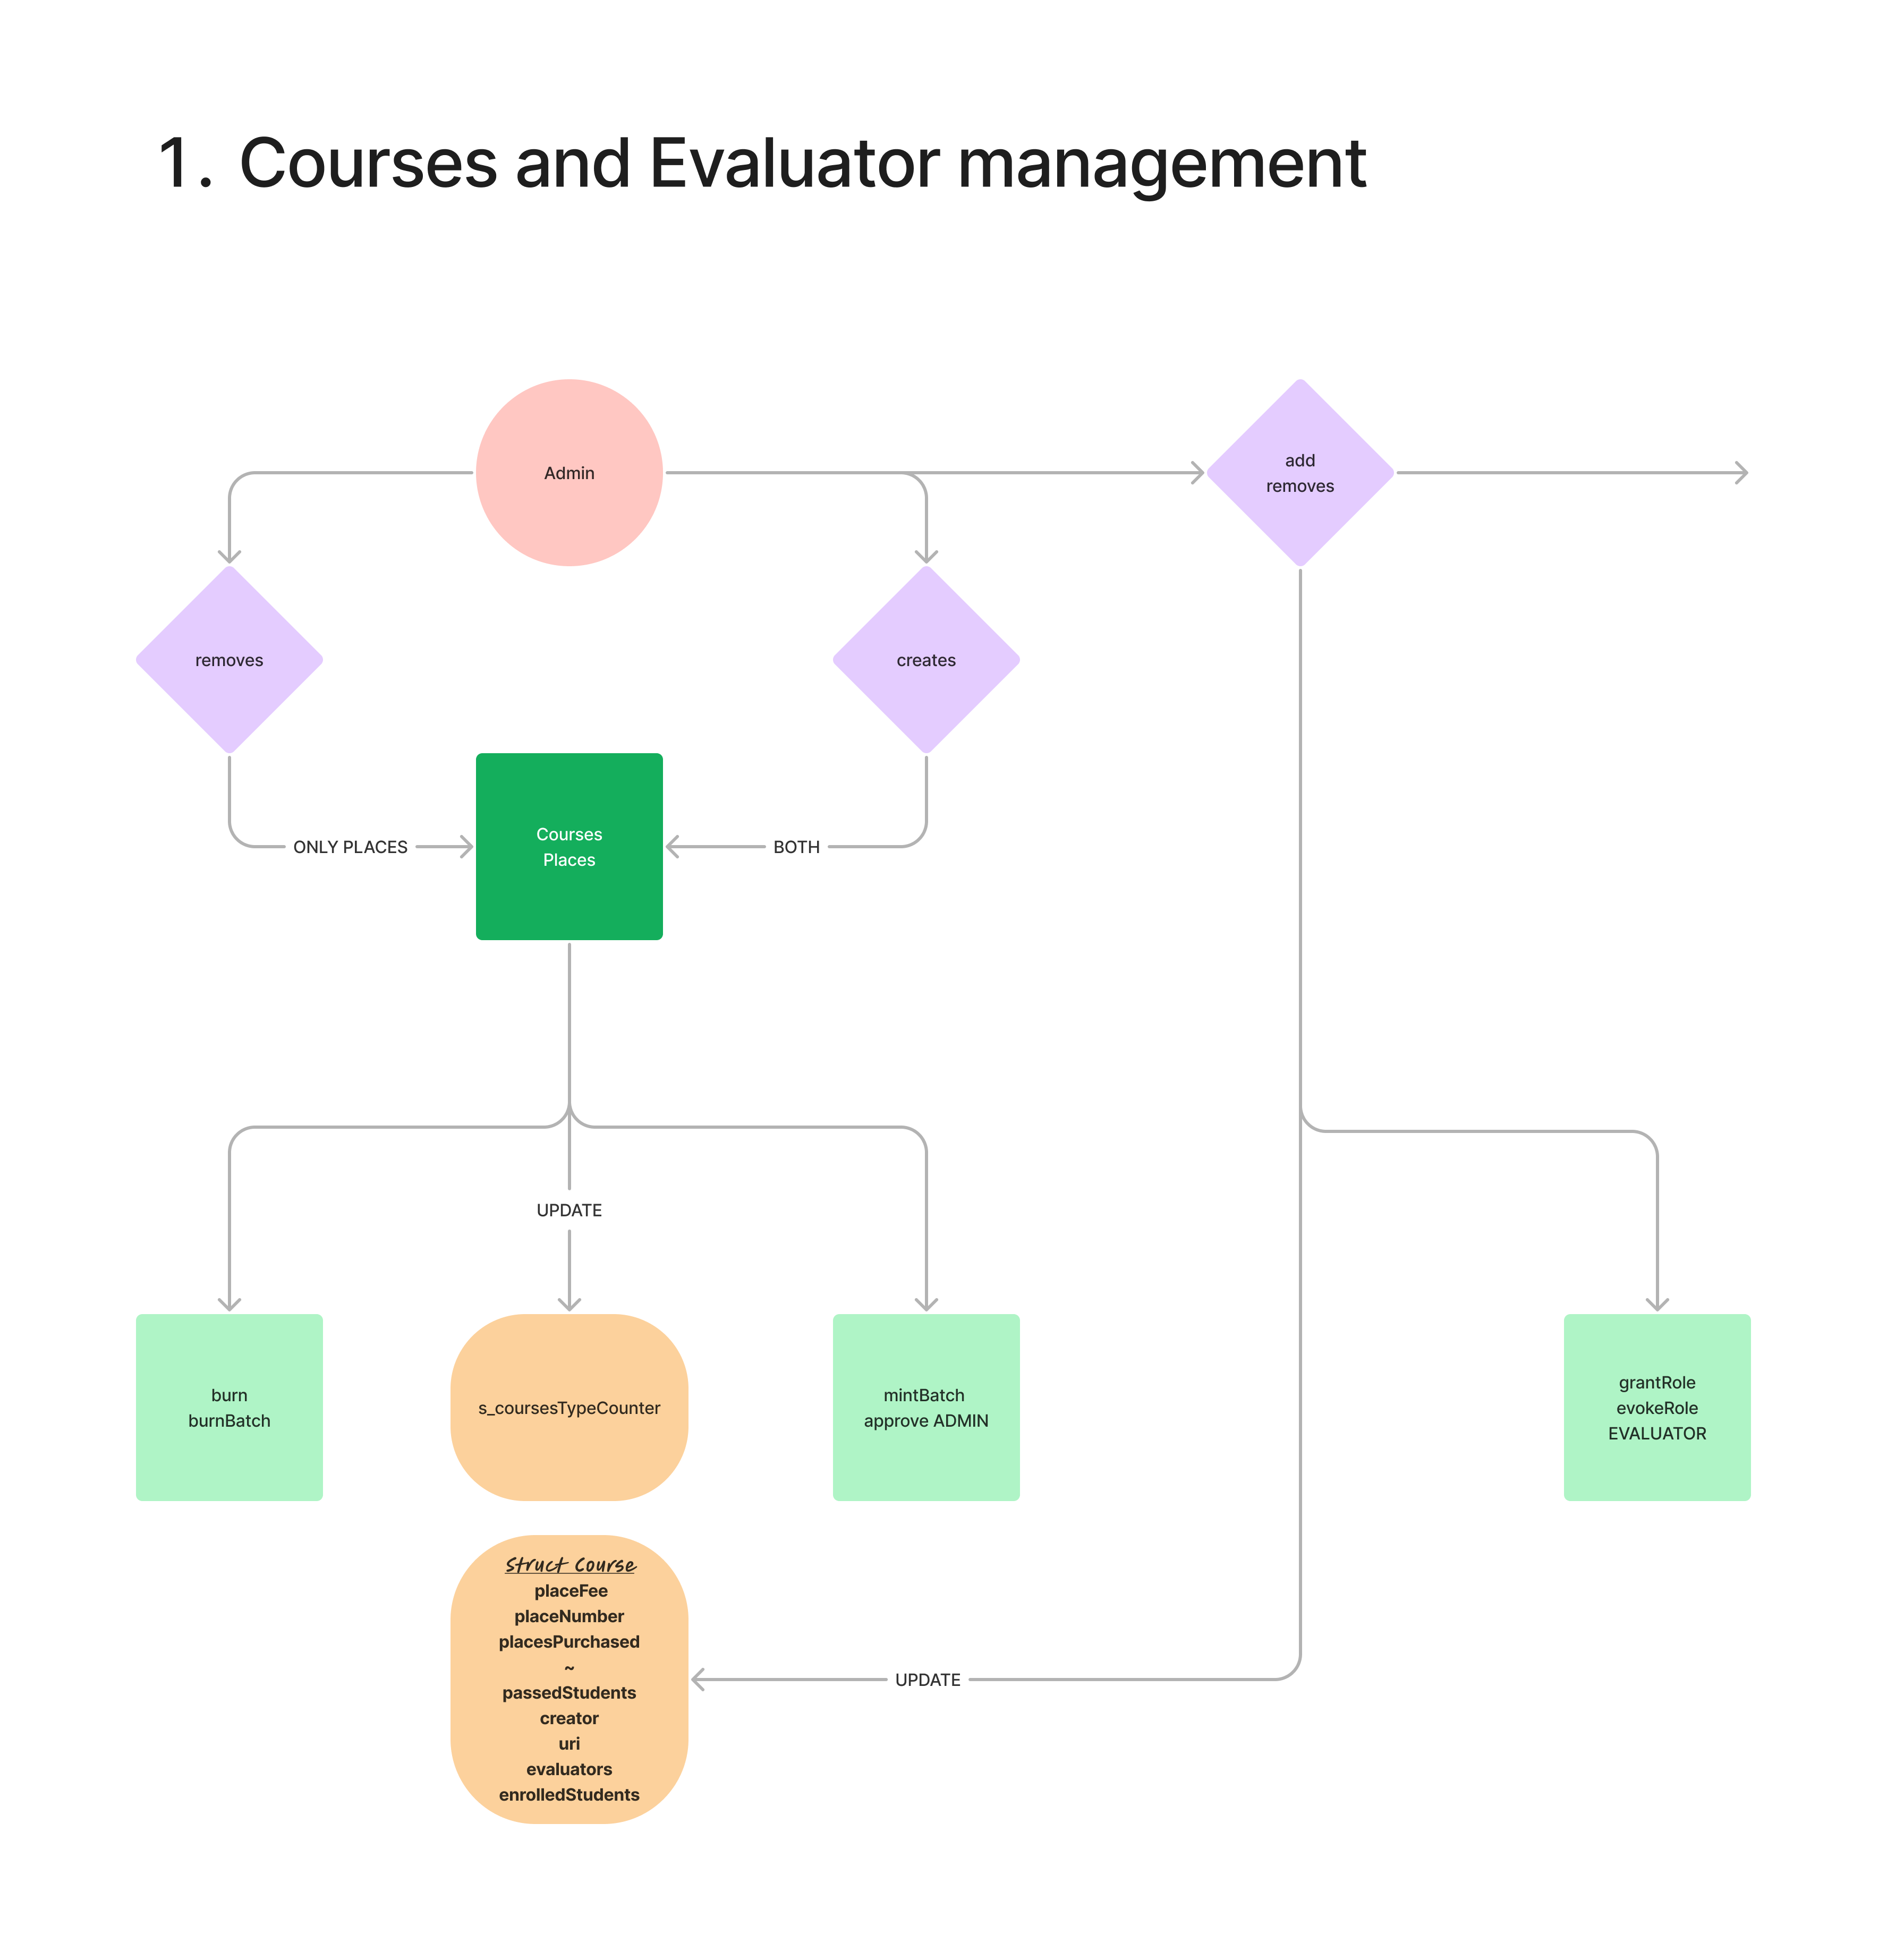 1. Courses and Evaluator management
Admin
add
removes
removes
creates
Courses
Places
ONLY PLACES
BOTH
UPDATE
burn
burnBatch
s_coursesTypeCounter
mintBatch
approve ADMIN
grantRole
evokeRole
EVALUATOR
Struct Course
placeFee
placeNumber
placesPurchased
~
passedStudents
creator
uri
evaluators
enrolledStudents
UPDATE